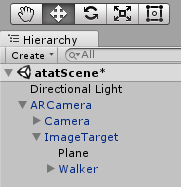 Hierarchy
Create All
atatScene*
Directional Light
ARCamera
Camera
ImageTarget
Plane
Walker